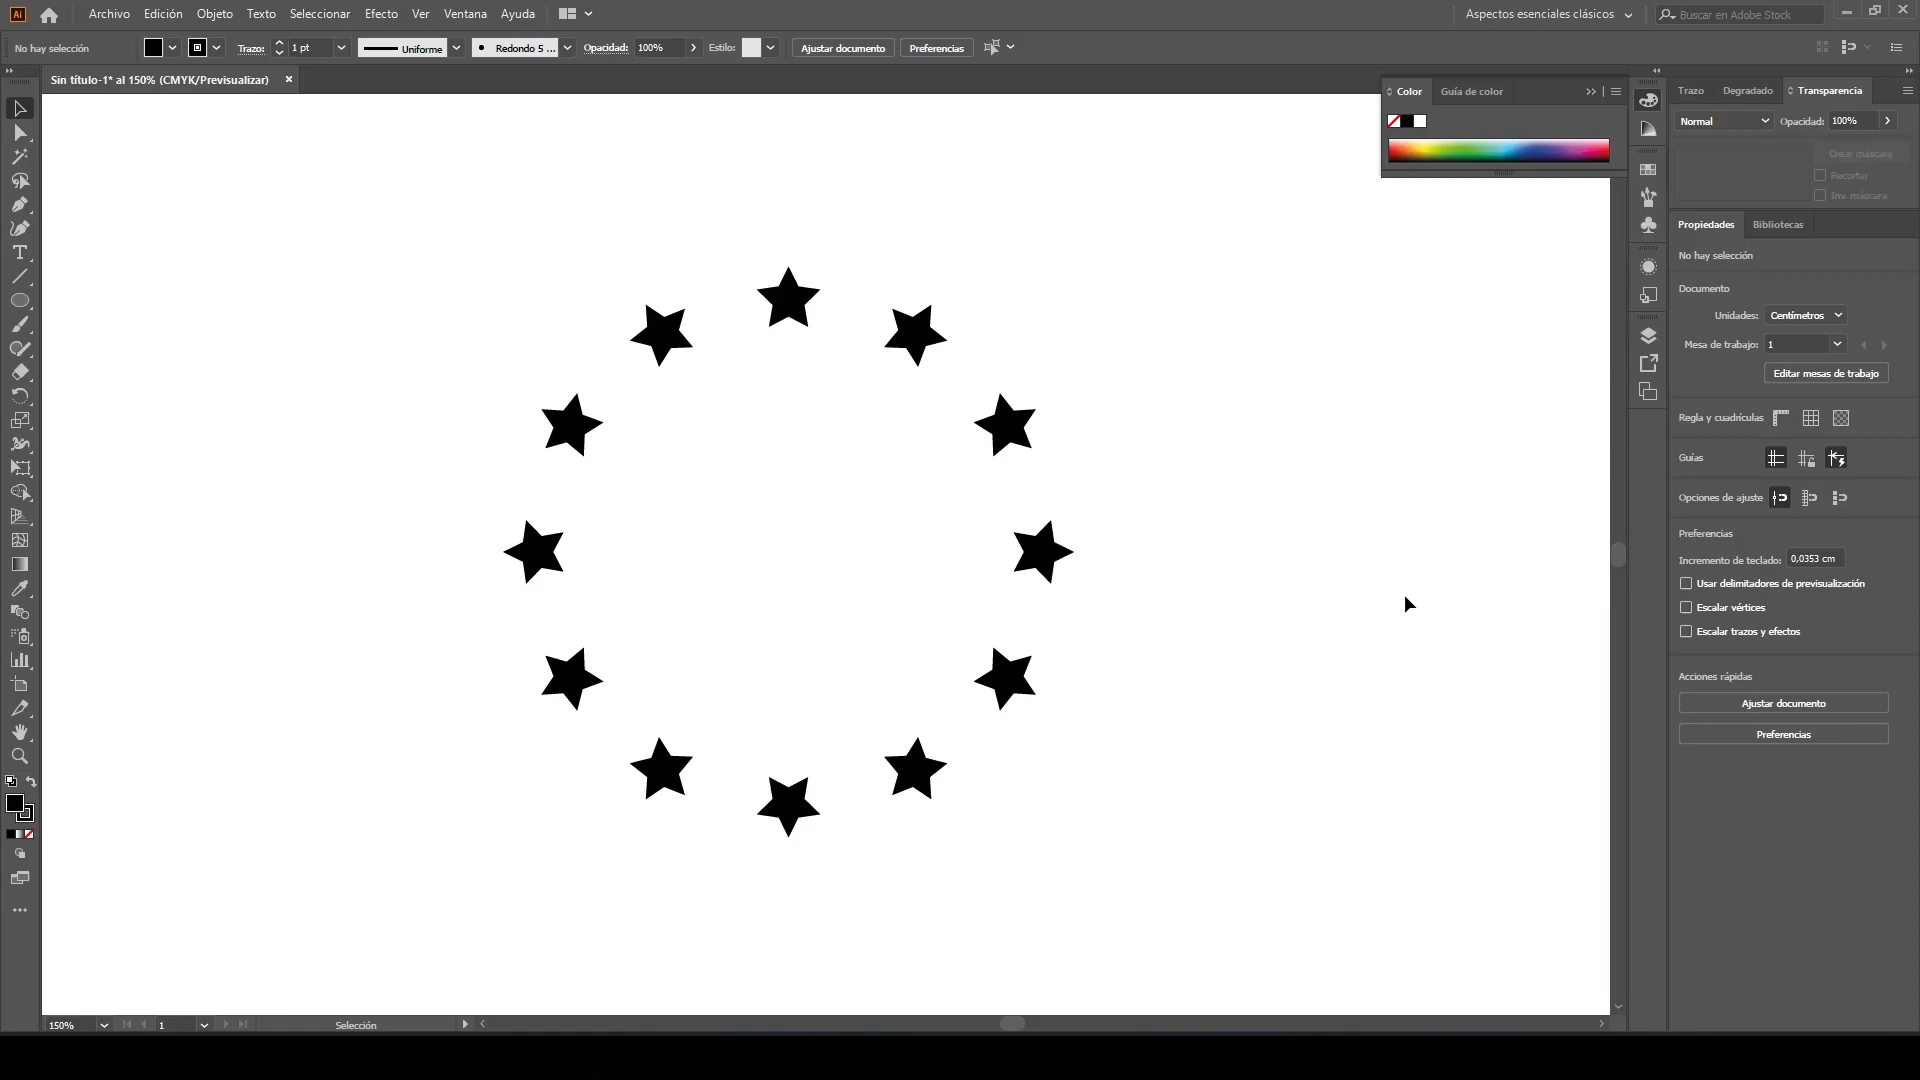 Ai Archivo Edición Objeto Texto Seleccionar Efecto Ver Ventana Ayuda Aspectos esenciales clásicos Buscar en Adobe Stock
No hay selección Trazo: 1 pt Uniforme Redondo 5 ... Opacidad: 100% Estilo: Ajustar documento Preferencias
Sin título-1* al 150% (CMYK/Previsualizar)
Color Guía de color
Trazo Degradado Transparencia
Normal Opacidad: 100%
Crear máscara
Recortar
Inv. máscara
Propiedades Bibliotecas
No hay selección
Documento
Unidades: Centímetros
Mesa de trabajo: 1
Editar mesas de trabajo
Regla y cuadrículas
Guías
Opciones de ajuste
Preferencias
Incremento de teclado: 0,0353 cm
Usar delimitadores de previsualización
Escalar vértices
Escalar trazos y efectos
Acciones rápidas
Ajustar documento
Preferencias
150% 1 Selección